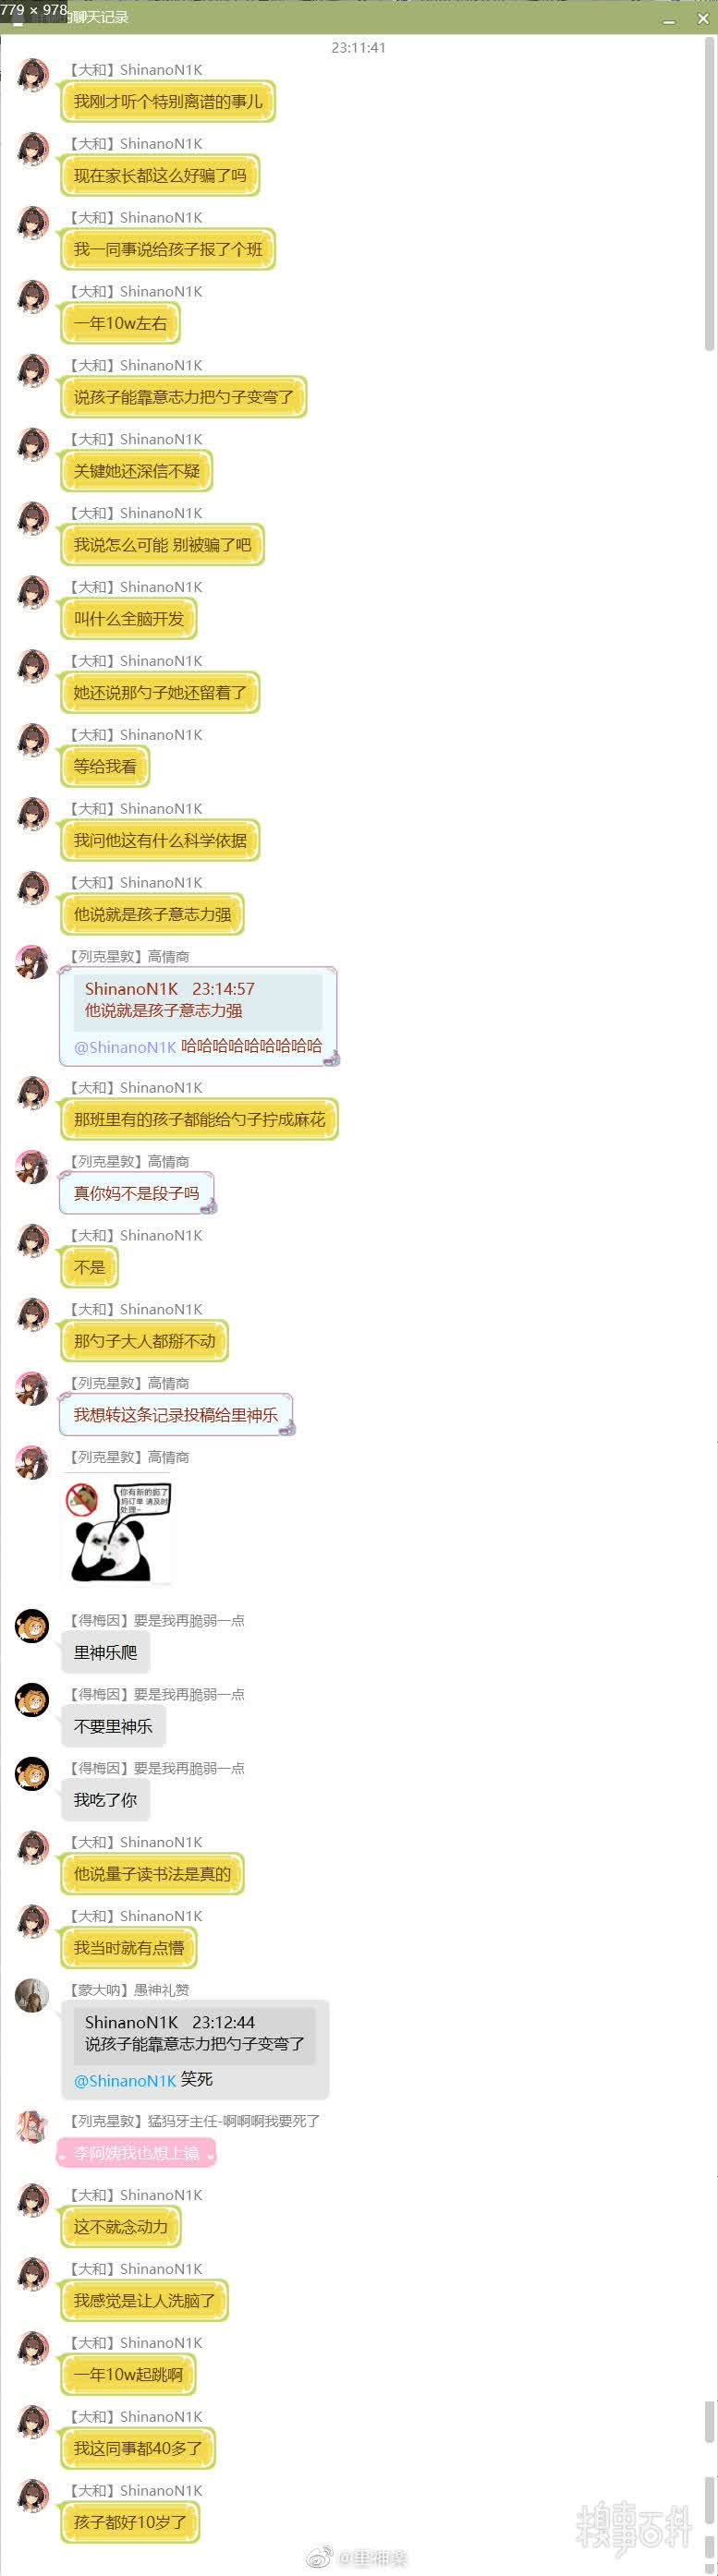 779 × 978
的聊天记录
23:11:41
【大和】ShinanoN1K
我刚才听个特别离谱的事儿
【大和】ShinanoN1K
现在家长都这么好骗了吗
【大和】ShinanoN1K
我一同事说给孩子报了个班
【大和】ShinanoN1K
一年10w左右
【大和】ShinanoN1K
说孩子能靠意志力把勺子变弯了
【大和】ShinanoN1K
关键她还深信不疑
【大和】ShinanoN1K
我说怎么可能 别被骗了吧
【大和】ShinanoN1K
叫什么全脑开发
【大和】ShinanoN1K
她还说那勺子她还留着了
【大和】ShinanoN1K
等给我看
【大和】ShinanoN1K
我问他这有什么科学依据
【大和】ShinanoN1K
他说就是孩子意志力强
【列克星敦】高情商
ShinanoN1K 23:14:57
他说就是孩子意志力强
@ShinanoN1K 哈哈哈哈哈哈哈哈哈
【大和】ShinanoN1K
那班里有的孩子都能给勺子拧成麻花
【列克星敦】高情商
真你妈不是段子吗
【大和】ShinanoN1K
不是
【大和】ShinanoN1K
那勺子大人都掰不动
【列克星敦】高情商
我想转这条记录投稿给里神乐
【列克星敦】高情商
你有新的彪了
妈订单 请及时
处理~
【得梅因】要是我再脆弱一点
里神乐爬
【得梅因】要是我再脆弱一点
不要里神乐
【得梅因】要是我再脆弱一点
我吃了你
【大和】ShinanoN1K
他说量子读书法是真的
【大和】ShinanoN1K
我当时就有点懵
【蒙大呐】愚神礼赞
ShinanoN1K 23:12:44
说孩子能靠意志力把勺子变弯了
@ShinanoN1K 笑死
【列克星敦】猛犸牙主任-啊啊啊我要死了
李阿姨我也想上镜
【大和】ShinanoN1K
这不就念动力
【大和】ShinanoN1K
我感觉是让人洗脑了
【大和】ShinanoN1K
一年10w起跳啊
【大和】ShinanoN1K
我这同事都40多了
【大和】ShinanoN1K
孩子都好10岁了
糗事百科
@里神楽